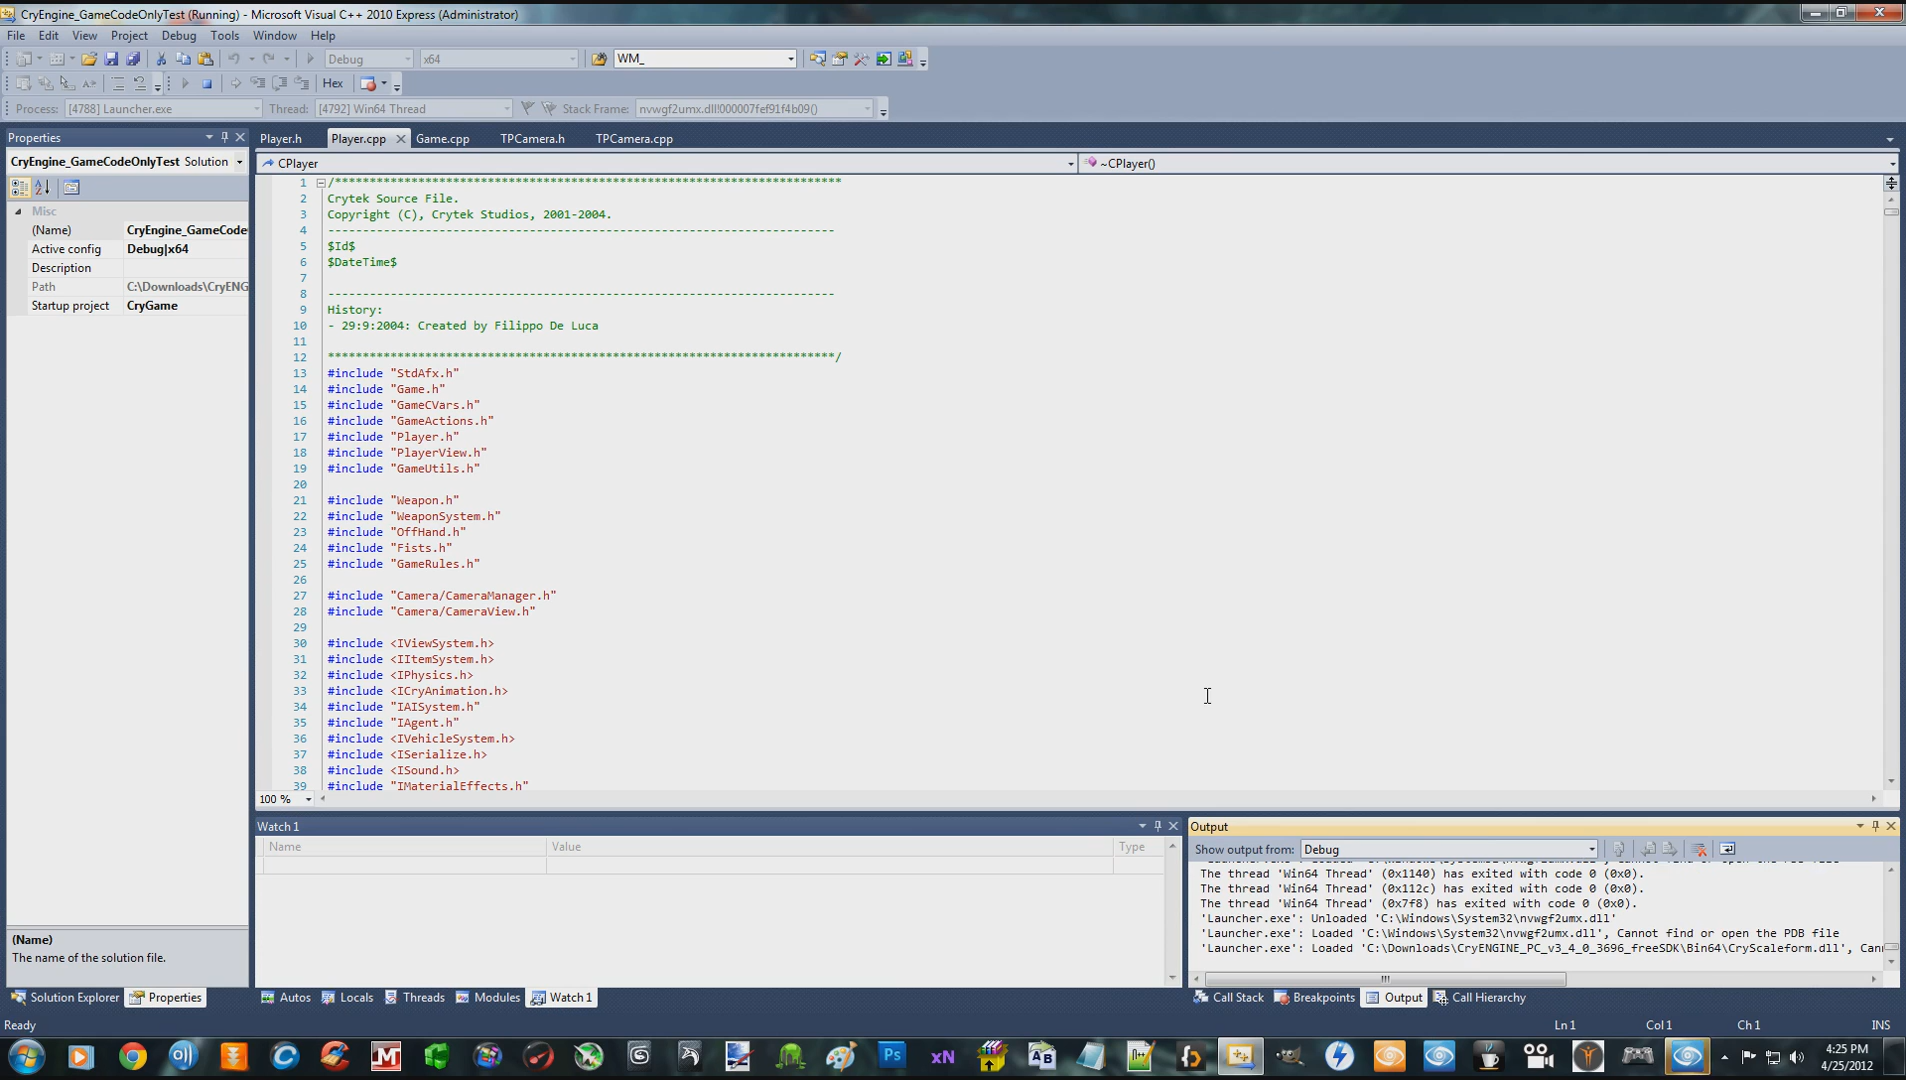 CryEngine_GameCodeOnlyTest (Running) - Microsoft Visual C++ 2010 Express (Administrator)
File Edit View Project Debug Tools Window Help
Debug x64 WM_
Hex
Process: [4788] Launcher.exe Thread: [4792] Win64 Thread Stack Frame: nvwgf2umx.dll!000007fef91f4b09()
Properties
Player.h Player.cpp Game.cpp TPCamera.h TPCamera.cpp
CryEngine_GameCodeOnlyTest Solution
CPlayer ~CPlayer()
Misc
(Name) CryEngine_GameCode
Active config Debug|x64
Description
Path C:\Downloads\CryENG
Startup project CryGame
1 /*************************************************************************
2 Crytek Source File.
3 Copyright (C), Crytek Studios, 2001-2004.
4 -------------------------------------------------------------------------
5 $Id$
6 $DateTime$
7
8 -------------------------------------------------------------------------
9 History:
10 - 29:9:2004: Created by Filippo De Luca
11
12 *************************************************************************/
13 #include "StdAfx.h"
14 #include "Game.h"
15 #include "GameCVars.h"
16 #include "GameActions.h"
17 #include "Player.h"
18 #include "PlayerView.h"
19 #include "GameUtils.h"
20
21 #include "Weapon.h"
22 #include "WeaponSystem.h"
23 #include "OffHand.h"
24 #include "Fists.h"
25 #include "GameRules.h"
26
27 #include "Camera/CameraManager.h"
28 #include "Camera/CameraView.h"
29
30 #include <IViewSystem.h>
31 #include <IItemSystem.h>
32 #include <IPhysics.h>
33 #include <ICryAnimation.h>
34 #include "IAISystem.h"
35 #include "IAgent.h"
36 #include <IVehicleSystem.h>
37 #include <ISerialize.h>
38 #include <ISound.h>
39 #include "IMaterialEffects.h"
100 %
Watch 1
Name Value Type
Output
Show output from: Debug
The thread 'Win64 Thread' (0x1140) has exited with code 0 (0x0).
The thread 'Win64 Thread' (0x112c) has exited with code 0 (0x0).
The thread 'Win64 Thread' (0x7f8) has exited with code 0 (0x0).
'Launcher.exe': Unloaded 'C:\Windows\System32\nvwgf2umx.dll'
'Launcher.exe': Loaded 'C:\Windows\System32\nvwgf2umx.dll', Cannot find or open the PDB file
'Launcher.exe': Loaded 'C:\Downloads\CryENGINE_PC_v3_4_0_3696_freeSDK\Bin64\CryScaleform.dll', Cann
(Name)
The name of the solution file.
Solution Explorer Properties Autos Locals Threads Modules Watch 1 Call Stack Breakpoints Output Call Hierarchy
Ready Ln 1 Col 1 Ch 1 INS
Ps xN AB
4:25 PM
4/25/2012